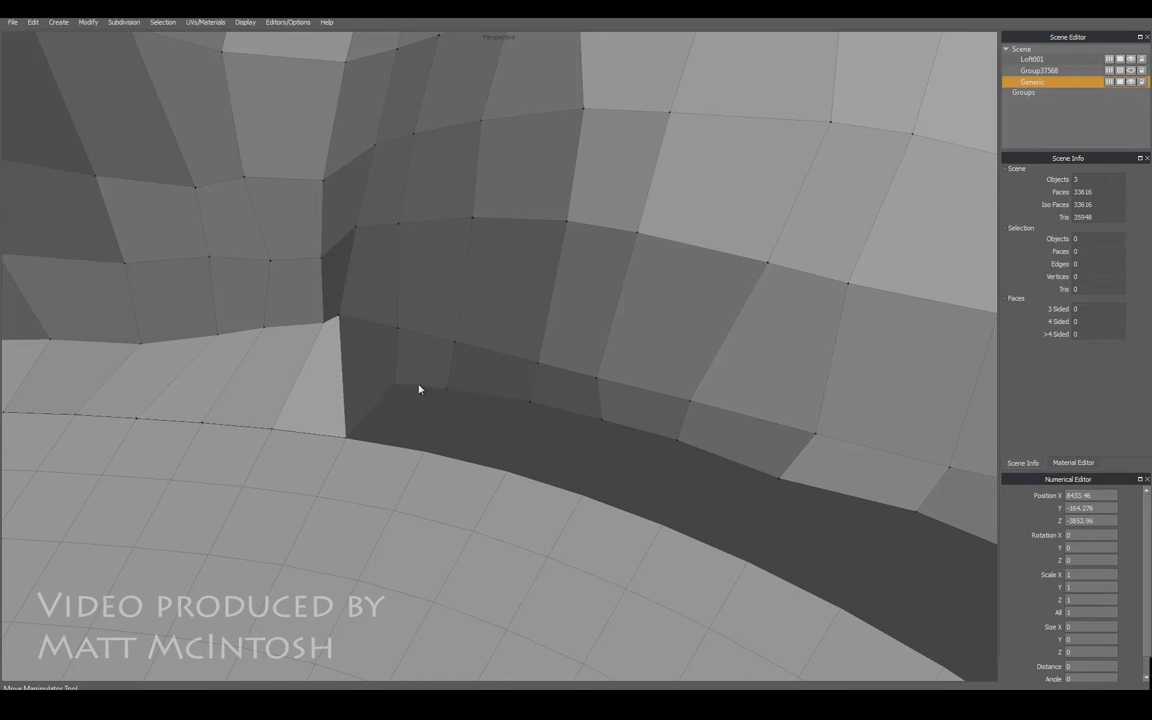 File Edit Create Modify Subdivision Selection UVs/Materials Display Editors/Options Help
Perspective
Scene Editor
Scene
Loft001
Group37568
Generic
Groups
Scene Info
Scene
Objects 3
Faces 33616
Iso Faces 33616
Tris 35948
Selection
Objects 0
Faces 0
Edges 0
Vertices 0
Tris 0
Faces
3 Sided 0
4 Sided 0
>4 Sided 0
Scene Info Material Editor
Numerical Editor
Position X 8433.46
Y -164.276
Z -3852.96
Rotation X 0
Y 0
Z 0
Scale X 1
Y 1
Z 1
All 1
Size X 0
Y 0
Z 0
Distance 0
Angle 0
Video produced by
Matt McIntosh
Move Manipulator Tool